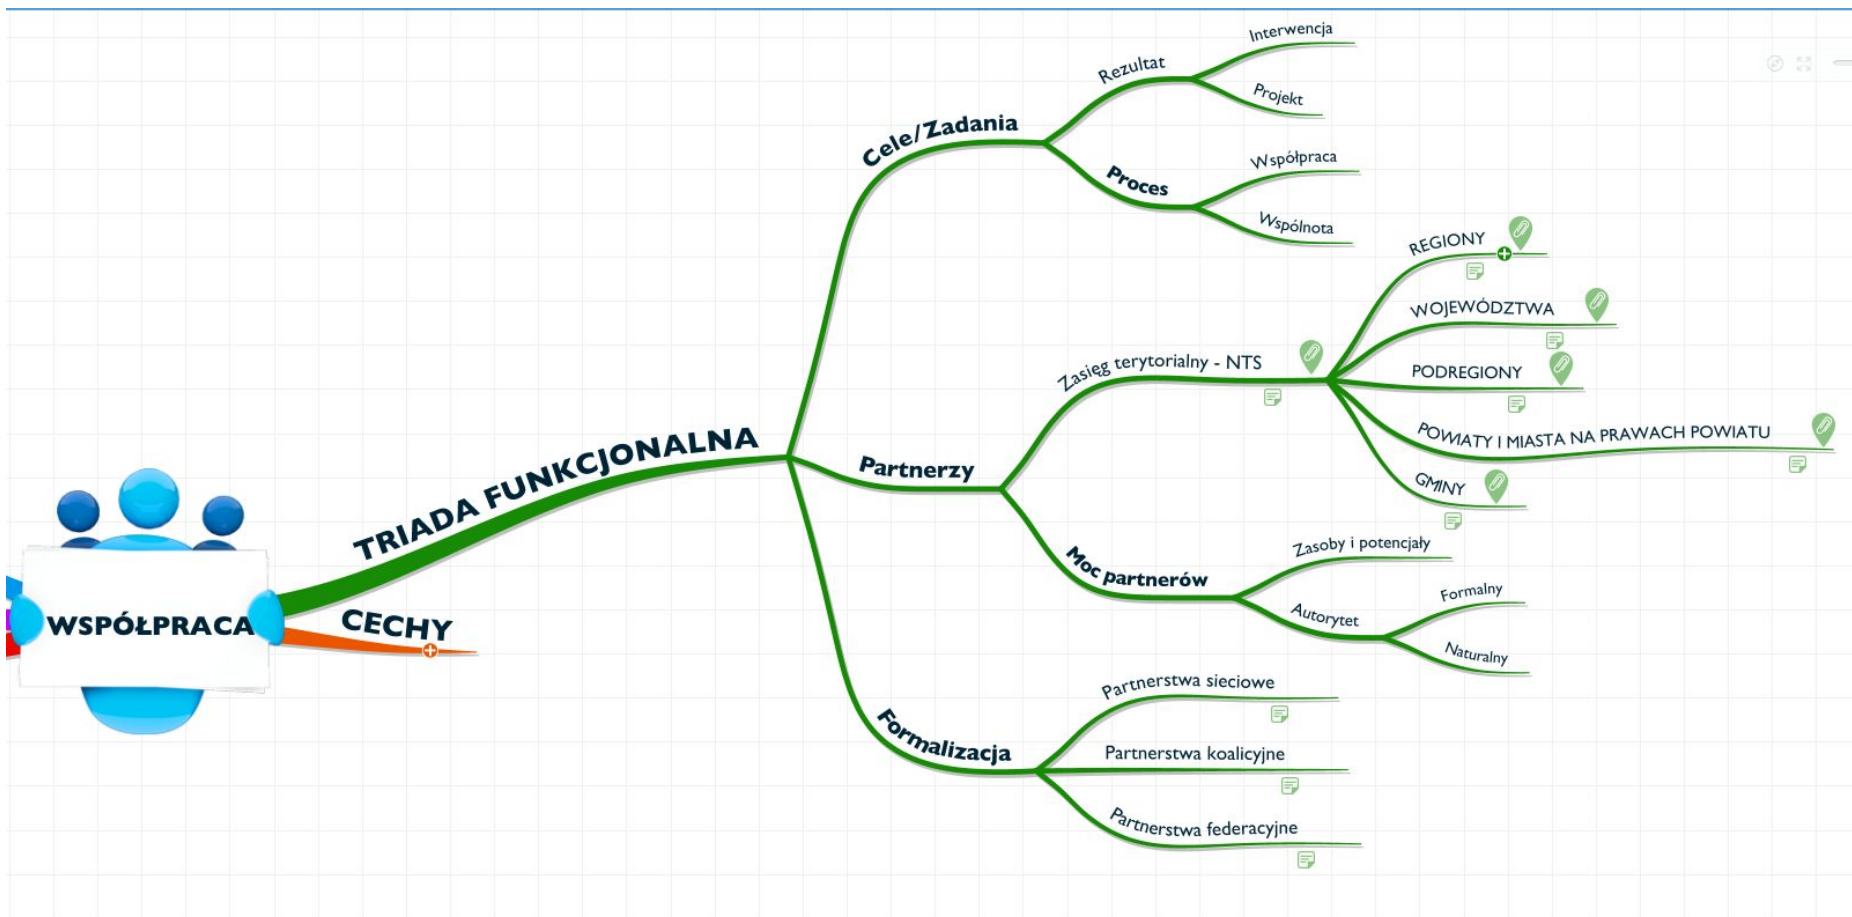 WSPÓŁPRACA
TRIADA FUNKCJONALNA
Cele/Zadania
Rezultat
Interwencja
Projekt
Proces
Współpraca
Wspólnota
Partnerzy
Zasięg terytorialny - NTS
REGIONY
WOJEWÓDZTWA
PODREGIONY
POWIATY I MIASTA NA PRAWACH POWIATU
GMINY
Moc partnerów
Zasoby i potencjały
Autorytet
Formalny
Naturalny
Formalizacja
Partnerstwa sieciowe
Partnerstwa koalicyjne
Partnerstwa federacyjne
CECHY